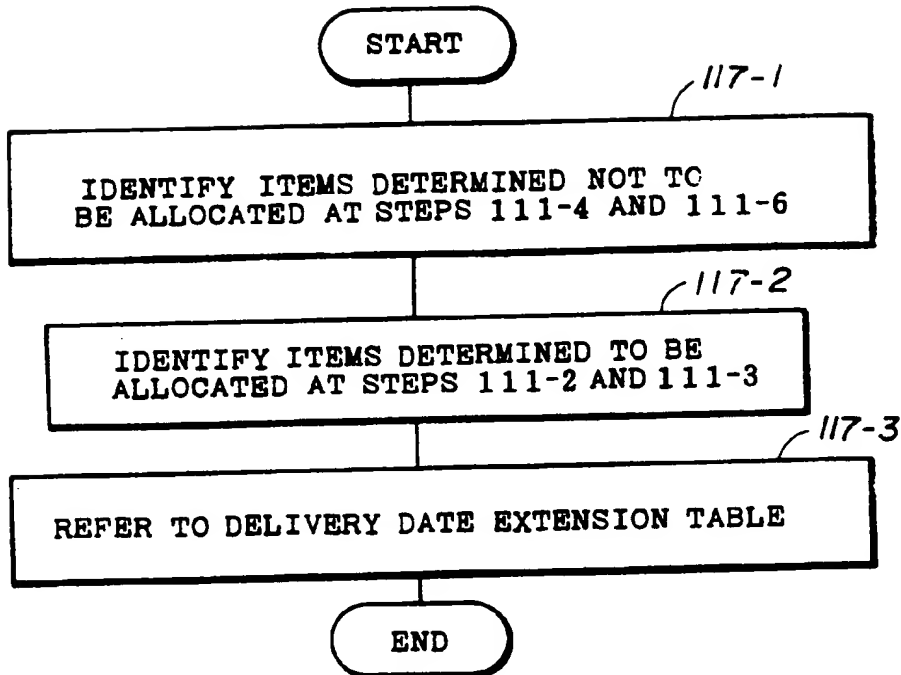 START
117-1
IDENTIFY ITEMS DETERMINED NOT TO
BE ALLOCATED AT STEPS 111-4 AND 111-6
117-2
IDENTIFY ITEMS DETERMINED TO BE
ALLOCATED AT STEPS 111-2 AND 111-3
117-3
REFER TO DELIVERY DATE EXTENSION TABLE
END